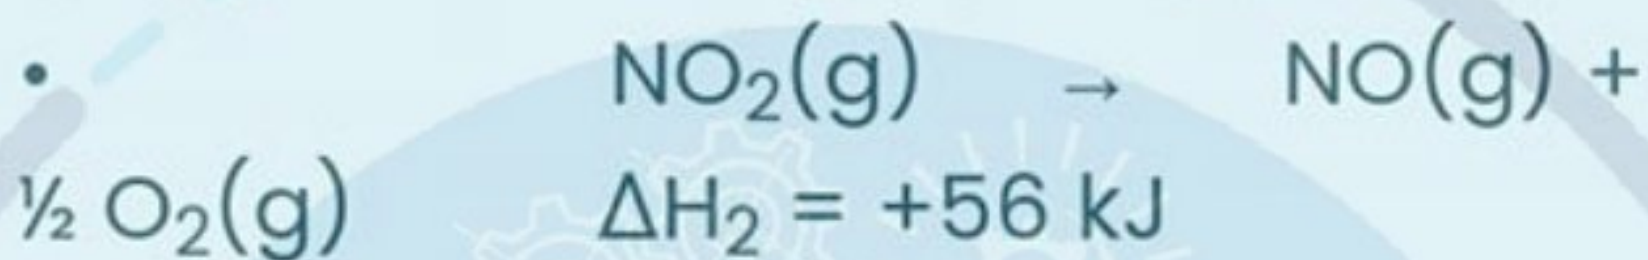 • NO₂(g) → NO(g) +
½ O₂(g) ΔH₂ = +56 kJ